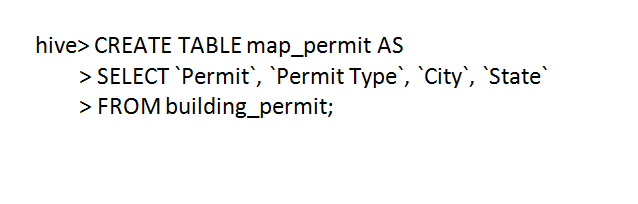 hive> CREATE TABLE map_permit AS
> SELECT `Permit`, `Permit Type`, `City`, `State`
> FROM building_permit;